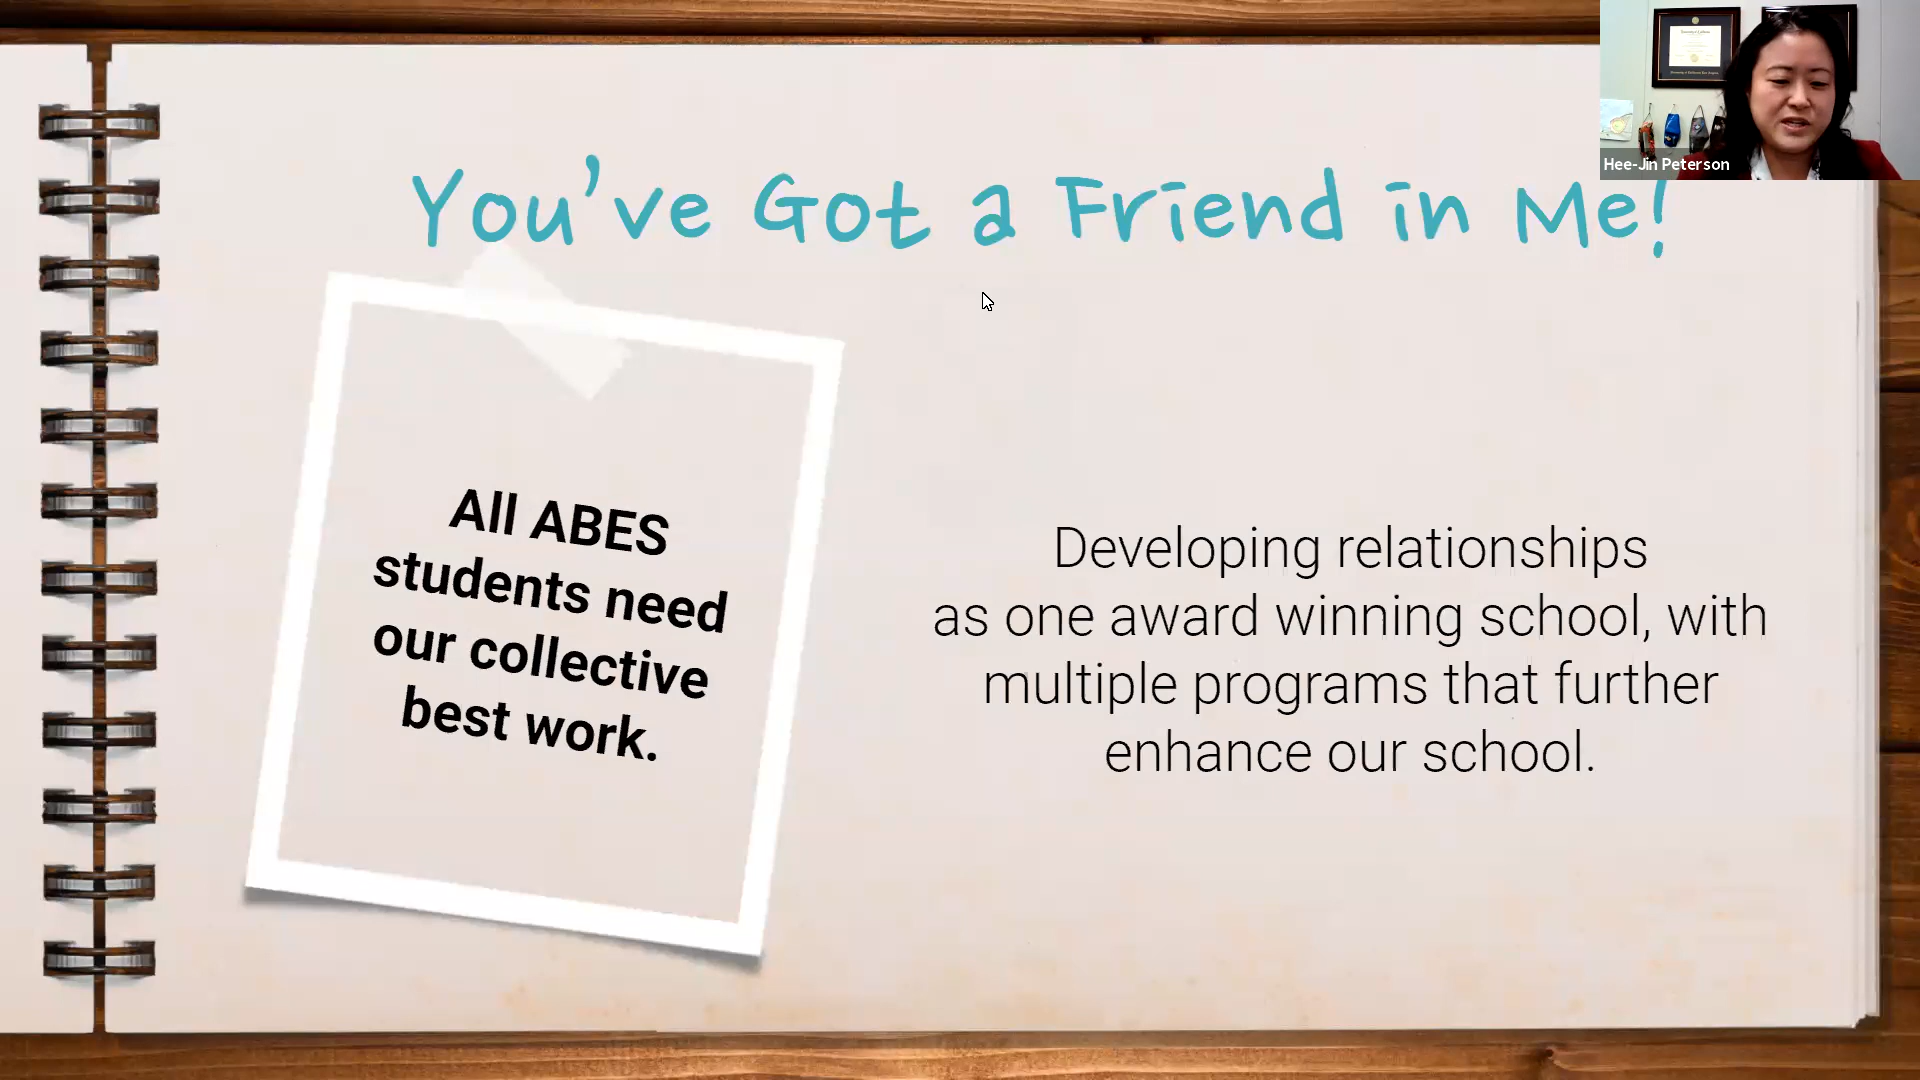 You've Got a Friend in Me!
Hee-Jin Peterson
All ABES
students need
our collective
best work.
Developing relationships
as one award winning school, with
multiple programs that further
enhance our school.